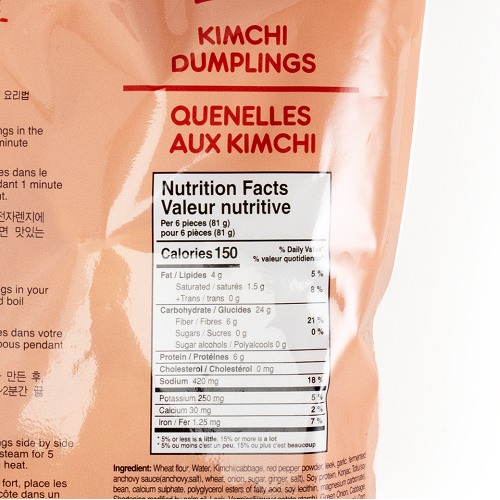 KIMCHI
DUMPLINGS
QUENELLES
AUX KIMCHI
요리법
ngs in the
minute
es dans le
dant 1 minute
nt.
전자렌지에
면 맛있는
ngs in your
d boil
es dans votre
pous pendant
만든 후,
~2분간 끓
ngs side by side
steam for 5
heat.
fort, place les
côte dans un
Nutrition Facts
Valeur nutritive
Per 6 pieces (81 g)
pour 6 pièces (81 g)
Calories 150
% Daily Value*
% valeur quotidienne*
Fat / Lipides 4 g 5 %
Saturated / saturés 1.5 g 8 %
+Trans / trans 0 g
Carbohydrate / Glucides 24 g
Fiber / Fibres 6 g 21 %
Sugars / Sucres 0 g 0 %
Sugar alcohols / Polyalcools 0 g
Protein / Protéines 6 g
Cholesterol / Cholestérol 0 mg
Sodium 420 mg 18 %
Potassium 250 mg 5 %
Calcium 30 mg 2 %
Iron / Fer 1.25 mg 7 %
* 5% or less is a little, 15% or more is a lot
* 5% ou moins c'est peu, 15% ou plus c'est beaucoup
Ingredient: Wheat flour, Water, Kimchi(cabbage, red pepper powder, leek, garlic, fermented
anchovy sauce(anchovy,salt), wheat, onion, sugar, ginger, salt), Soy protein, Konjac, Tofu(soy
bean, calcium sulphate, polyglycerol esters of fatty acid, soy lecithin, magnesium carbonate),